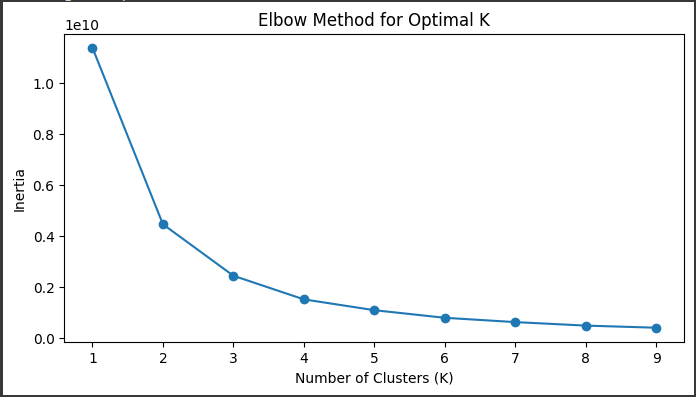 Elbow Method for Optimal K
1e10
1.0
0.8
0.6
0.4
0.2
0.0
Inertia
1 2 3 4 5 6 7 8 9
Number of Clusters (K)